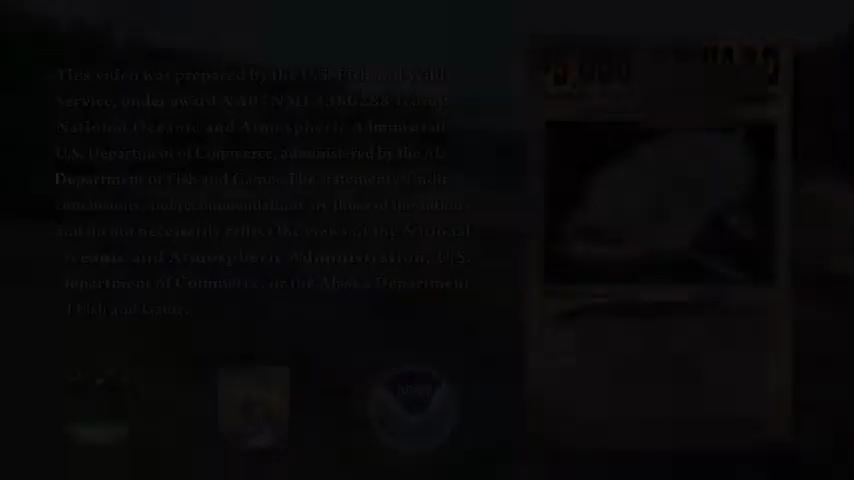 This video was prepared by the U.S. Fish and Wildlife
Service, under award
National Oceanic and Atmospheric Administration,
U.S. Department of Commerce, administered by the Alaska
Department of Fish and Game. The statements, findings,
conclusions, and recommendations are those of the author
and do not necessarily reflect the views of the National
Oceanic and Atmospheric Administration, U.S.
Department of Commerce, or the Alaska Department
of Fish and Game.
REWARD
NOAA